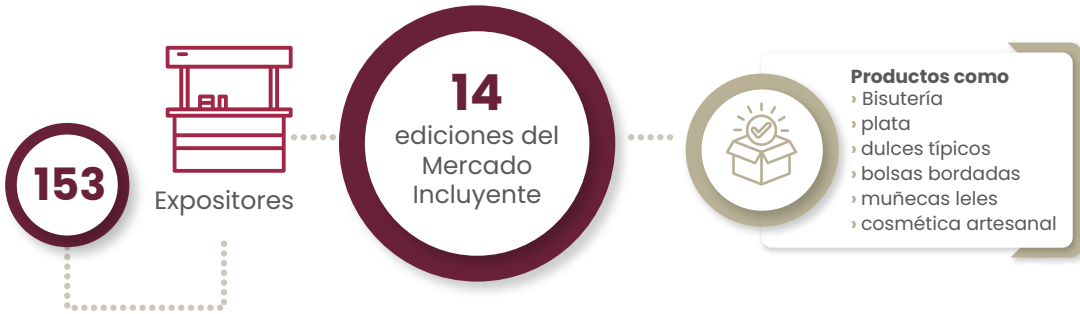 153
Expositores
14
ediciones del
Mercado
Incluyente
Productos como
› Bisutería
› plata
› dulces típicos
› bolsas bordadas
› muñecas leles
› cosmética artesanal